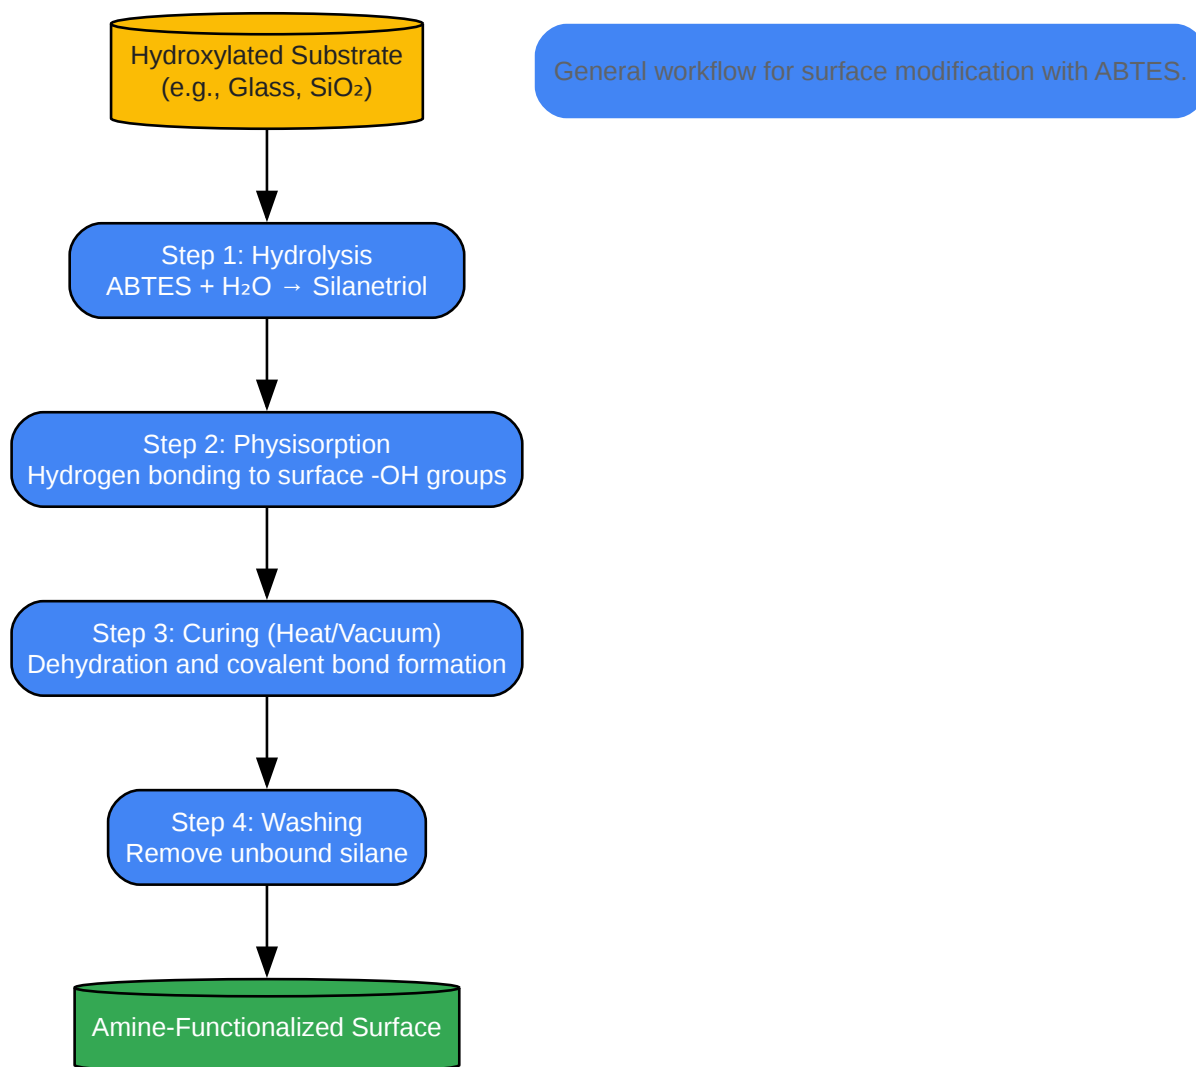 Hydroxylated Substrate
(e.g., Glass, SiO₂)
General workflow for surface modification with ABTES.
Step 1: Hydrolysis
ABTES + H₂O → Silanetriol
Step 2: Physisorption
Hydrogen bonding to surface -OH groups
Step 3: Curing (Heat/Vacuum)
Dehydration and covalent bond formation
Step 4: Washing
Remove unbound silane
Amine-Functionalized Surface